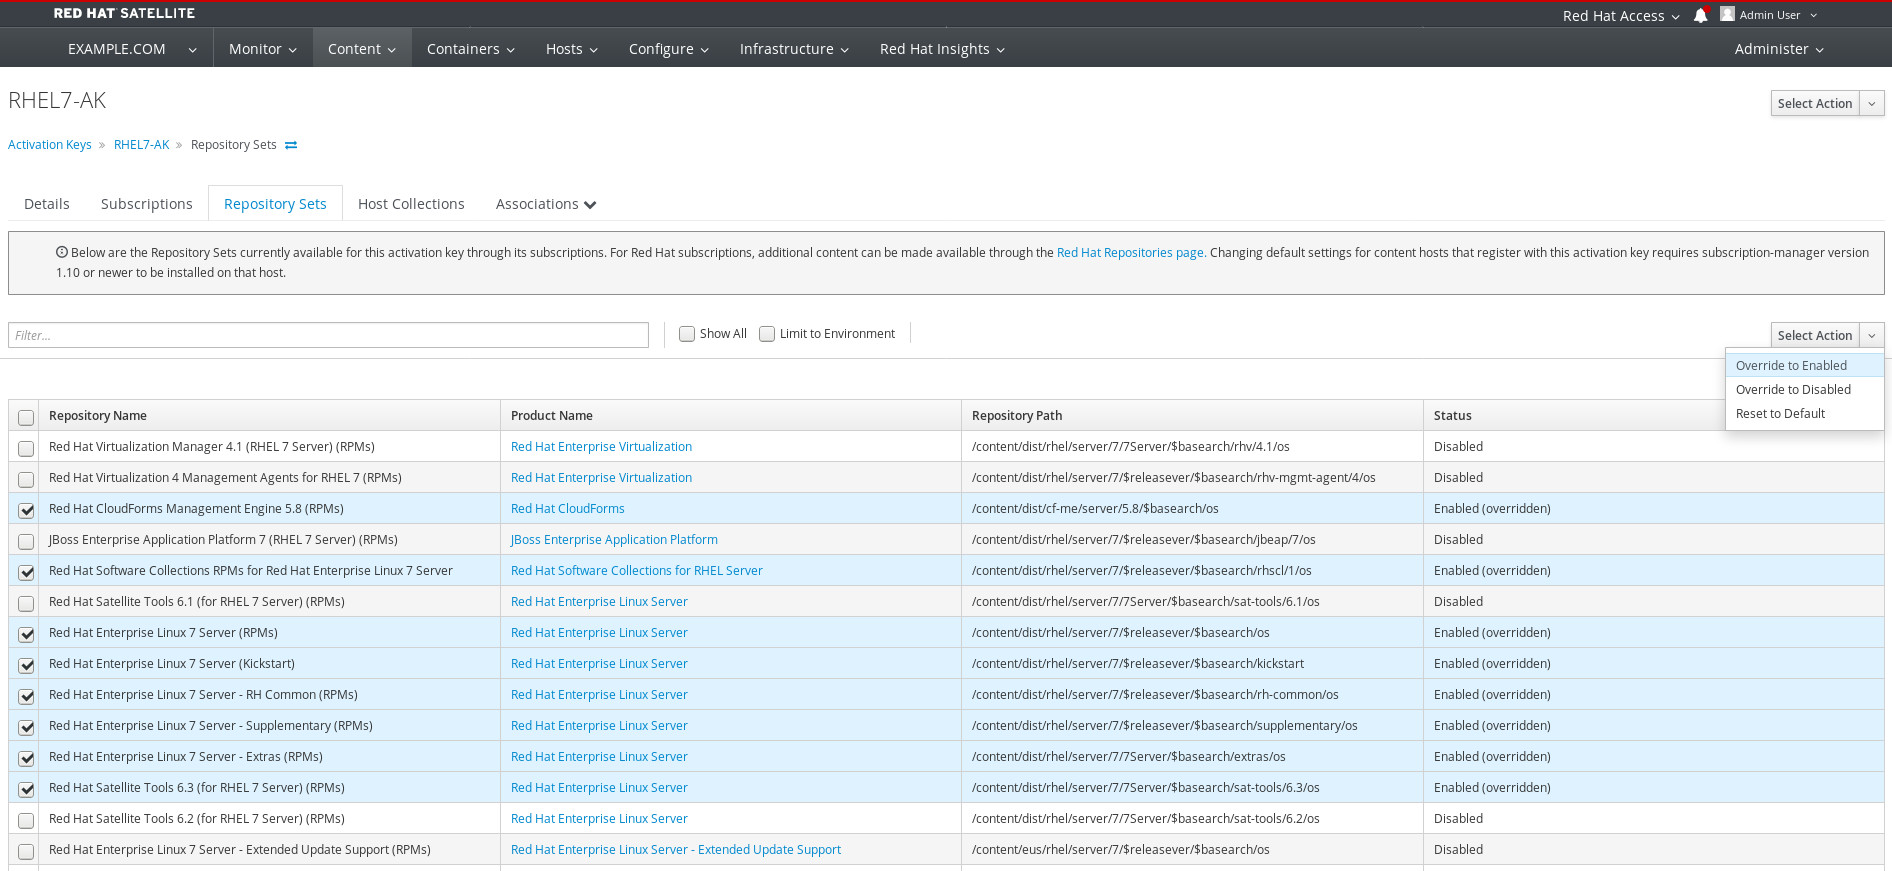 RED HAT SATELLITE
Red Hat Access Admin User
EXAMPLE.COM Monitor Content Containers Hosts Configure Infrastructure Red Hat Insights Administer
RHEL7-AK
Select Action
Activation Keys » RHEL7-AK » Repository Sets
Details Subscriptions Repository Sets Host Collections Associations
Below are the Repository Sets currently available for this activation key through its subscriptions. For Red Hat subscriptions, additional content can be made available through the Red Hat Repositories page. Changing default settings for content hosts that register with this activation key requires subscription-manager version
1.10 or newer to be installed on that host.
Filter... Show All Limit to Environment Select Action
Override to Enabled
Override to Disabled
Reset to Default
Repository Name Product Name Repository Path Status
Red Hat Virtualization Manager 4.1 (RHEL 7 Server) (RPMs) Red Hat Enterprise Virtualization /content/dist/rhel/server/7/7Server/$basearch/rhv/4.1/os Disabled
Red Hat Virtualization 4 Management Agents for RHEL 7 (RPMs) Red Hat Enterprise Virtualization /content/dist/rhel/server/7/$releasever/$basearch/rhv-mgmt-agent/4/os Disabled
Red Hat CloudForms Management Engine 5.8 (RPMs) Red Hat CloudForms /content/dist/cf-me/server/5.8/$basearch/os Enabled (overridden)
JBoss Enterprise Application Platform 7 (RHEL 7 Server) (RPMs) JBoss Enterprise Application Platform /content/dist/rhel/server/7/$releasever/$basearch/jbeap/7/os Disabled
Red Hat Software Collections RPMs for Red Hat Enterprise Linux 7 Server Red Hat Software Collections for RHEL Server /content/dist/rhel/server/7/$releasever/$basearch/rhscl/1/os Enabled (overridden)
Red Hat Satellite Tools 6.1 (for RHEL 7 Server) (RPMs) Red Hat Enterprise Linux Server /content/dist/rhel/server/7/7Server/$basearch/sat-tools/6.1/os Disabled
Red Hat Enterprise Linux 7 Server (RPMs) Red Hat Enterprise Linux Server /content/dist/rhel/server/7/$releasever/$basearch/os Enabled (overridden)
Red Hat Enterprise Linux 7 Server (Kickstart) Red Hat Enterprise Linux Server /content/dist/rhel/server/7/$releasever/$basearch/kickstart Enabled (overridden)
Red Hat Enterprise Linux 7 Server - RH Common (RPMs) Red Hat Enterprise Linux Server /content/dist/rhel/server/7/$releasever/$basearch/rh-common/os Enabled (overridden)
Red Hat Enterprise Linux 7 Server - Supplementary (RPMs) Red Hat Enterprise Linux Server /content/dist/rhel/server/7/$releasever/$basearch/supplementary/os Enabled (overridden)
Red Hat Enterprise Linux 7 Server - Extras (RPMs) Red Hat Enterprise Linux Server /content/dist/rhel/server/7/7Server/$basearch/extras/os Enabled (overridden)
Red Hat Satellite Tools 6.3 (for RHEL 7 Server) (RPMs) Red Hat Enterprise Linux Server /content/dist/rhel/server/7/7Server/$basearch/sat-tools/6.3/os Enabled (overridden)
Red Hat Satellite Tools 6.2 (for RHEL 7 Server) (RPMs) Red Hat Enterprise Linux Server /content/dist/rhel/server/7/7Server/$basearch/sat-tools/6.2/os Disabled
Red Hat Enterprise Linux 7 Server - Extended Update Support (RPMs) Red Hat Enterprise Linux Server - Extended Update Support /content/eus/rhel/server/7/$releasever/$basearch/os Disabled